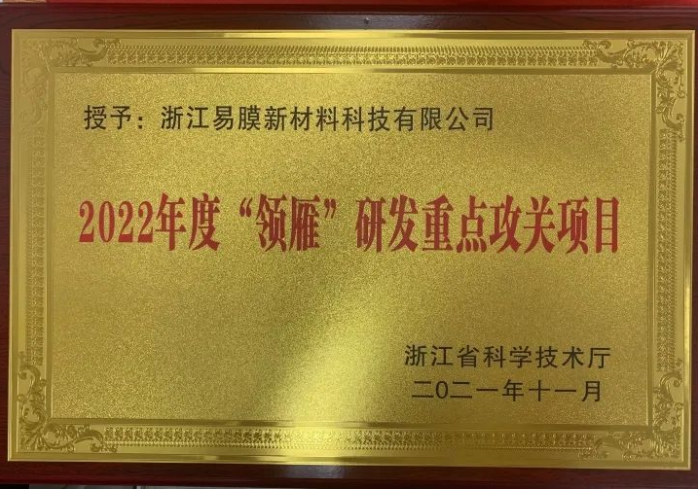 授予：浙江易膜新材料科技有限公司
2022年度“领雁”研发重点攻关项目
浙江省科学技术厅
二〇二一年十一月